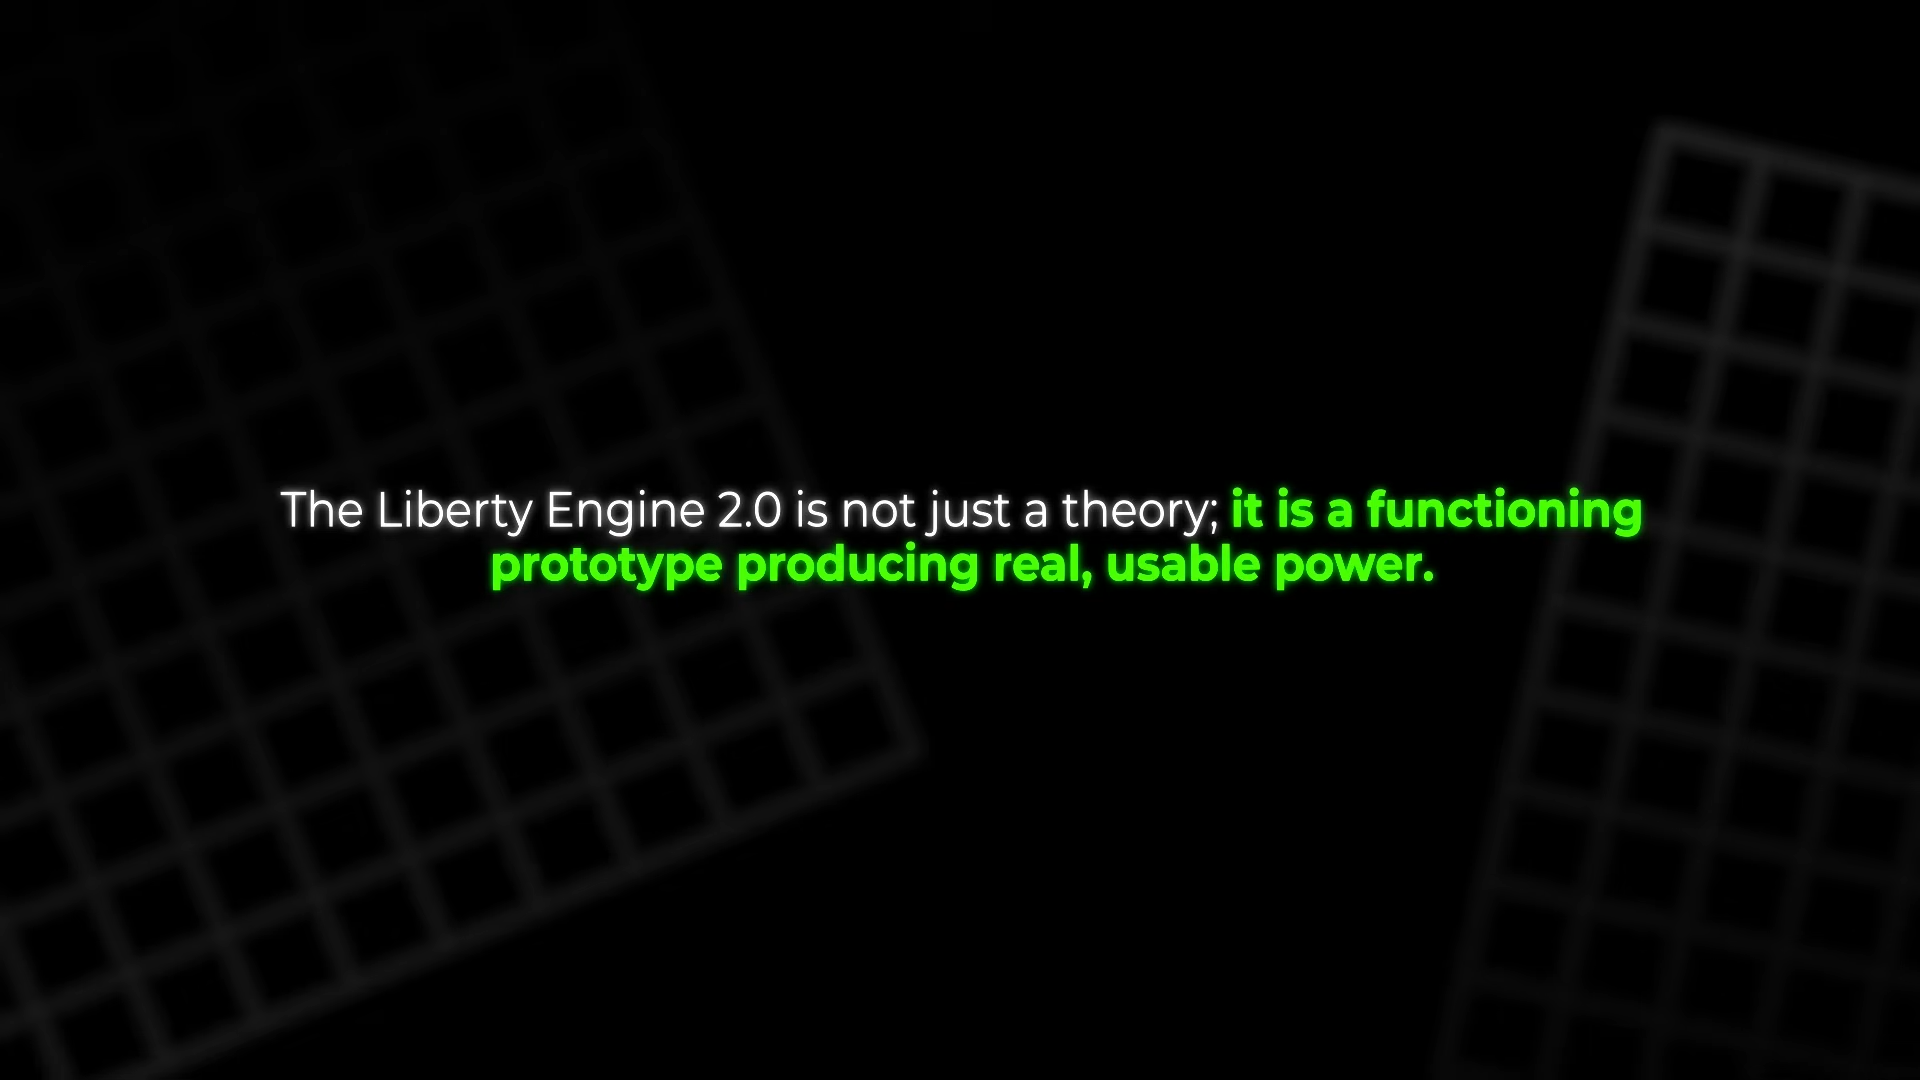 The Liberty Engine 2.0 is not just a theory; it is a functioning
prototype producing real, usable power.